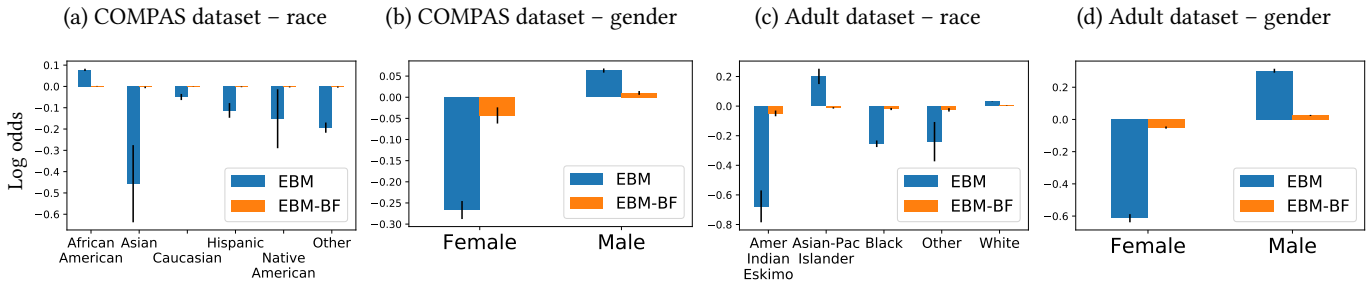 (a) COMPAS dataset – race
Log odds
0.1
0.0
−0.1
−0.2
−0.3
−0.4
−0.5
−0.6
EBM
EBM-BF
African
American
Asian
Caucasian
Hispanic
Native
American
Other
(b) COMPAS dataset – gender
0.05
0.00
−0.05
−0.10
−0.15
−0.20
−0.25
−0.30
EBM
EBM-BF
Female
Male
(c) Adult dataset – race
0.2
0.0
−0.2
−0.4
−0.6
−0.8
EBM
EBM-BF
Amer
Indian
Eskimo
Asian-Pac
Islander
Black
Other
White
(d) Adult dataset – gender
0.2
0.0
−0.2
−0.4
−0.6
EBM
EBM-BF
Female
Male